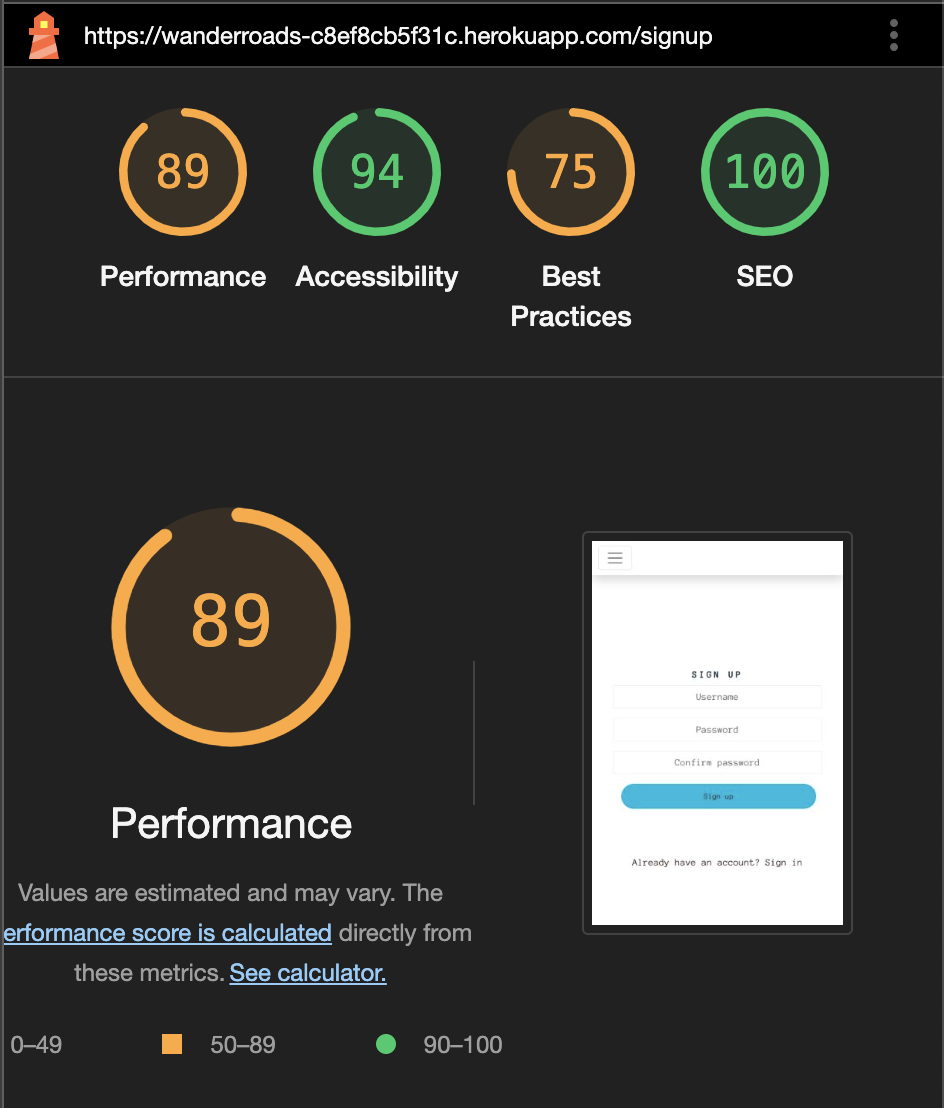 https://wanderroads-c8ef8cb5f31c.herokuapp.com/signup
89
94
75
100
Performance
Accessibility
Best
Practices
SEO
89
Performance
Values are estimated and may vary. The
erformance score is calculated directly from
these metrics. See calculator.
0–49
50–89
90–100
SIGN UP
Username
Password
Confirm password
Sign up
Already have an account? Sign in